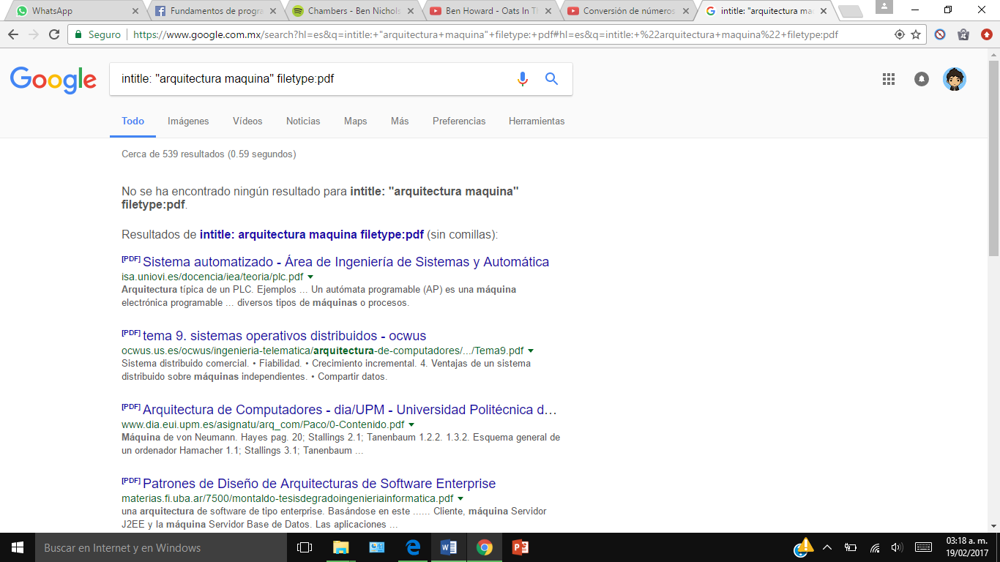 WhatsApp
Fundamentos de progra
Chambers - Ben Nichols
Ben Howard - Oats In Th
Conversión de números
intitle: "arquitectura ma
Seguro
https://www.google.com.mx/search?hl=es&q=intitle:+"arquitectura+maquina"+filetype:+pdf#hl=es&q=intitle:+%22arquitectura+maquina%22+filetype:pdf
Google
intitle: "arquitectura maquina" filetype:pdf
Todo Imágenes Vídeos Noticias Maps Más Preferencias Herramientas
Cerca de 539 resultados (0.59 segundos)
No se ha encontrado ningún resultado para intitle: "arquitectura maquina"
filetype:pdf.
Resultados de intitle: arquitectura maquina filetype:pdf (sin comillas):
[PDF] Sistema automatizado - Área de Ingeniería de Sistemas y Automática
isa.uniovi.es/docencia/iea/teoria/plc.pdf
Arquitectura típica de un PLC. Ejemplos ... Un autómata programable (AP) es una máquina
electrónica programable ... diversos tipos de máquinas o procesos.
[PDF] tema 9. sistemas operativos distribuidos - ocwus
ocwus.us.es/ocwus/ingenieria-telematica/arquitectura-de-computadores/.../Tema9.pdf
Sistema distribuido comercial. • Fiabilidad. • Crecimiento incremental. 4. Ventajas de un sistema
distribuido sobre máquinas independientes. • Compartir datos.
[PDF] Arquitectura de Computadores - dia/UPM - Universidad Politécnica d...
www.dia.eui.upm.es/asignatu/arq_com/Paco/0-Contenido.pdf
Máquina de von Neumann. Hayes pag. 20; Stallings 2.1; Tanenbaum 1.2.2. 1.3.2. Esquema general de
un ordenador Hamacher 1.1; Stallings 3.1; Tanenbaum ...
[PDF] Patrones de Diseño de Arquitecturas de Software Enterprise
materias.fi.uba.ar/7500/montaldo-tesisdegradoingenieriainformatica.pdf
una arquitectura de software de tipo enterprise. Basándose en este ...... Cliente, máquina Servidor
J2EE y la máquina Servidor Base de Datos. Las aplicaciones ...
Buscar en Internet y en Windows
03:18 a. m.
19/02/2017